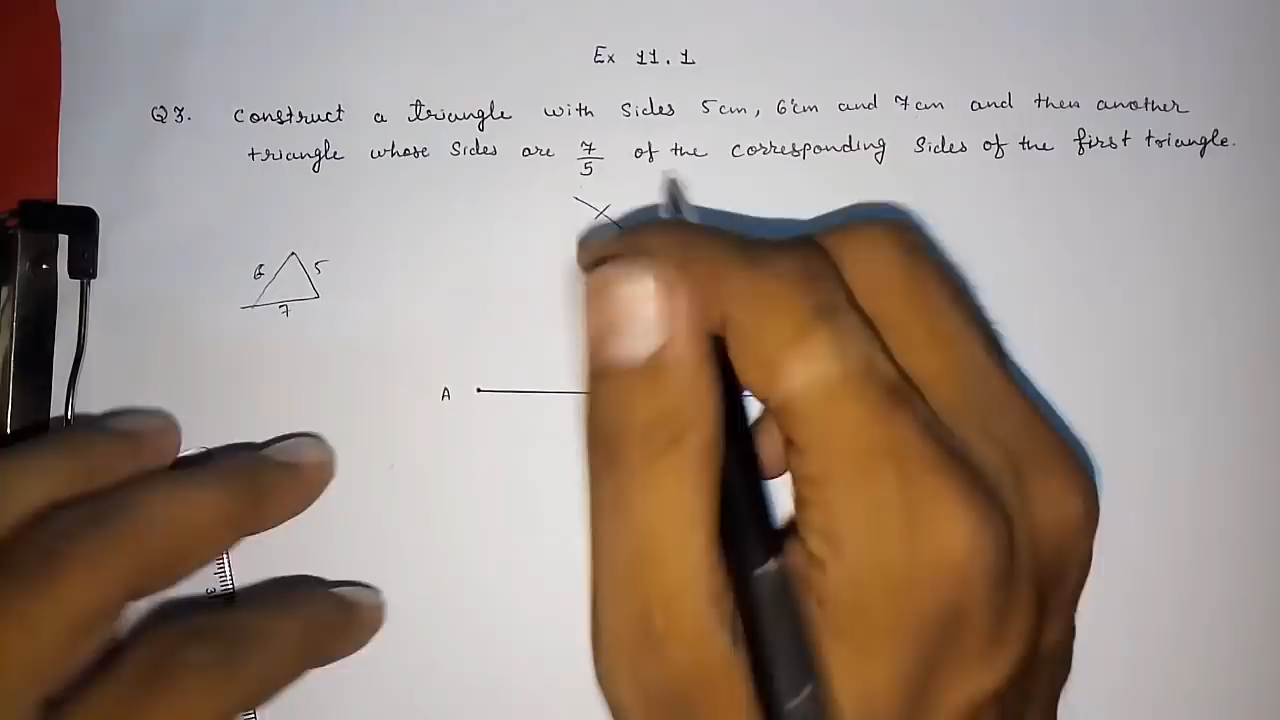 Ex 11.1
Q3. Construct a triangle with sides 5cm, 6cm and 7cm and then another
triangle whose sides are 7/5 of the corresponding sides of the first triangle.
6 5
7
A
3